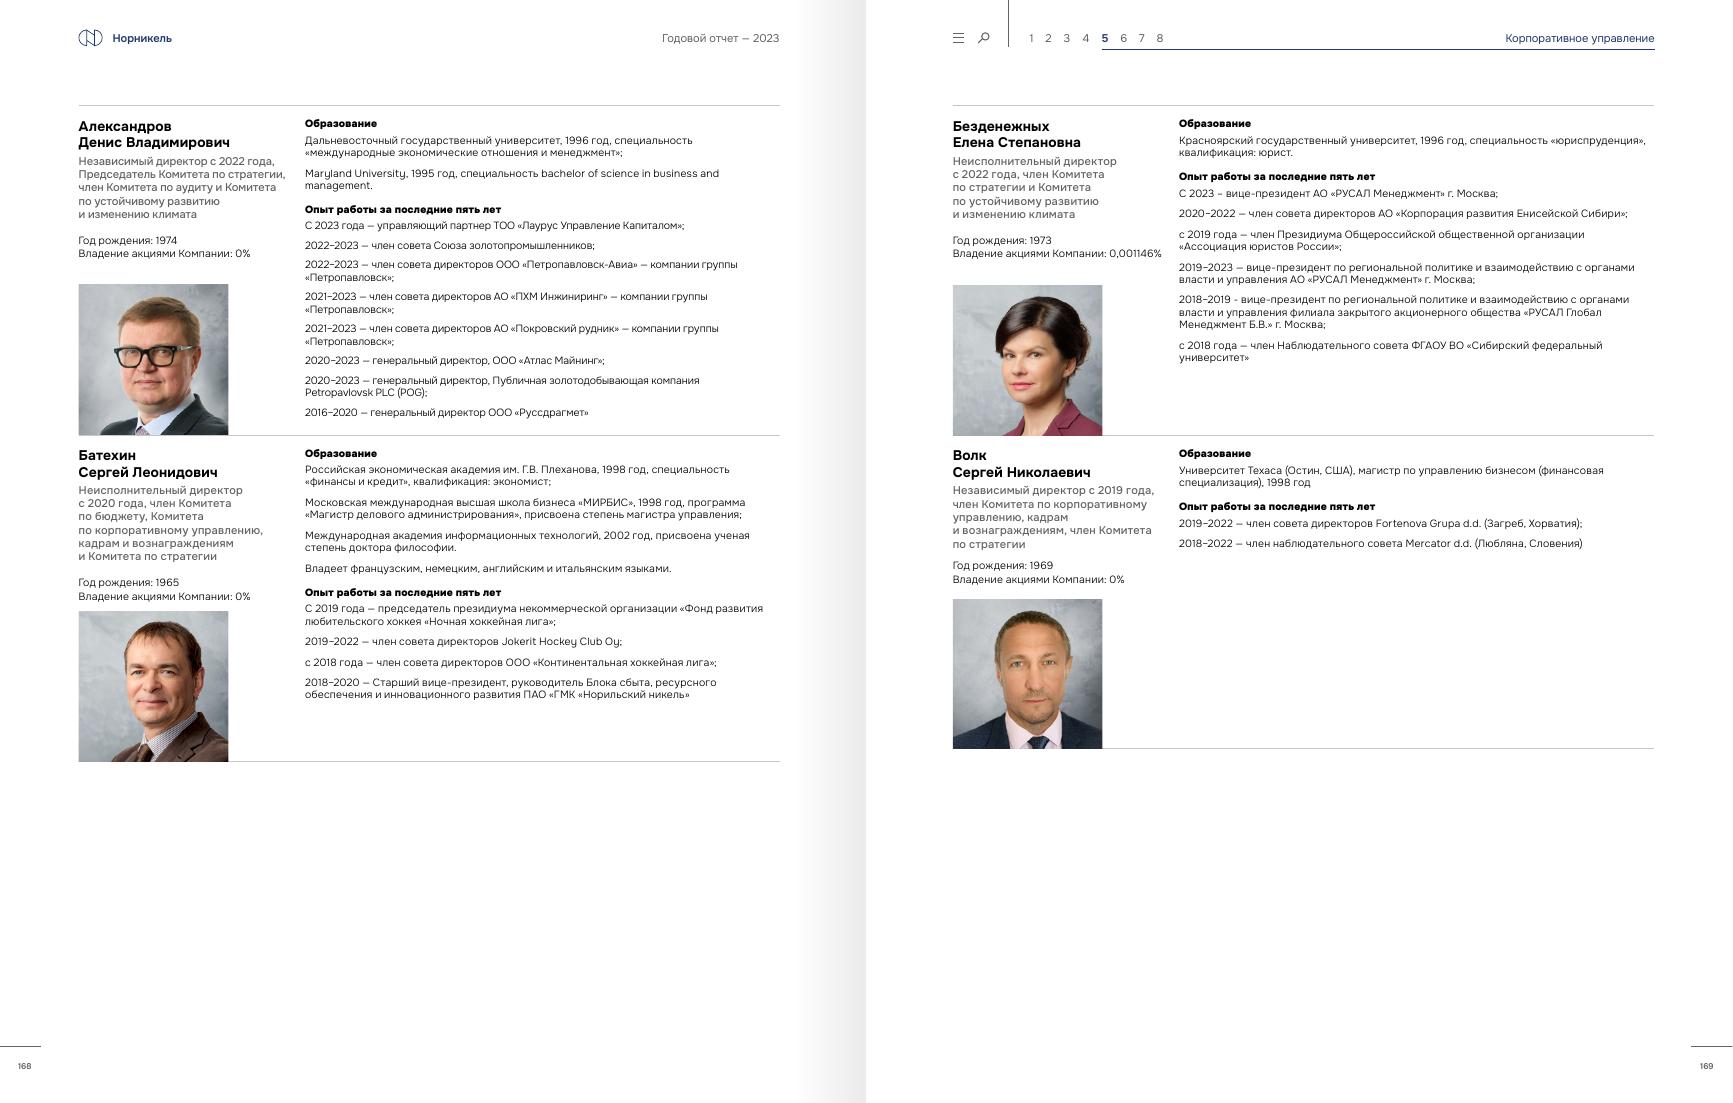 Норникель
Годовой отчет — 2023
Александров
Денис Владимирович
Независимый директор с 2022 года,
Председатель Комитета по стратегии,
член Комитета по аудиту и Комитета
по устойчивому развитию
и изменению климата
Год рождения: 1974
Владение акциями Компании: 0%
Образование
Дальневосточный государственный университет, 1996 год, специальность
«международные экономические отношения и менеджмент»;
Maryland University, 1995 год, специальность bachelor of science in business and
management.
Опыт работы за последние пять лет
С 2023 года — управляющий партнер ТОО «Лаурус Управление Капиталом»;
2022–2023 — член совета Союза золотопромышленников;
2022–2023 — член совета директоров ООО «Петропавловск-Авиа» — компании группы
«Петропавловск»;
2021–2023 — член совета директоров АО «ПХМ Инжиниринг» — компании группы
«Петропавловск»;
2021–2023 — член совета директоров АО «Покровский рудник» — компании группы
«Петропавловск»;
2020–2023 — генеральный директор, ООО «Атлас Майнинг»;
2020–2023 — генеральный директор, Публичная золотодобывающая компания
Petropavlovsk PLC (POG);
2016–2020 — генеральный директор ООО «Руссдрагмет»
Батехин
Сергей Леонидович
Неисполнительный директор
с 2020 года, член Комитета
по бюджету, Комитета
по корпоративному управлению,
кадрам и вознаграждениям
и Комитета по стратегии
Год рождения: 1965
Владение акциями Компании: 0%
Образование
Российская экономическая академия им. Г.В. Плеханова, 1998 год, специальность
«финансы и кредит», квалификация: экономист;
Московская международная высшая школа бизнеса «МИРБИС», 1998 год, программа
«Магистр делового администрирования», присвоена степень магистра управления;
Международная академия информационных технологий, 2002 год, присвоена ученая
степень доктора философии.
Владеет французским, немецким, английским и итальянским языками.
Опыт работы за последние пять лет
С 2019 года — председатель президиума некоммерческой организации «Фонд развития
любительского хоккея «Ночная хоккейная лига»;
2019–2022 — член совета директоров Jokerit Hockey Club Oy;
с 2018 года — член совета директоров ООО «Континентальная хоккейная лига»;
2018–2020 — Старший вице-президент, руководитель Блока сбыта, ресурсного
обеспечения и инновационного развития ПАО «ГМК «Норильский никель»
168
1 2 3 4 5 6 7 8
Корпоративное управление
Безденежных
Елена Степановна
Неисполнительный директор
с 2022 года, член Комитета
по стратегии и Комитета
по устойчивому развитию
и изменению климата
Год рождения: 1973
Владение акциями Компании: 0,001146%
Образование
Красноярский государственный университет, 1996 год, специальность «юриспруденция»,
квалификация: юрист.
Опыт работы за последние пять лет
С 2023 – вице-президент АО «РУСАЛ Менеджмент» г. Москва;
2020–2022 — член совета директоров АО «Корпорация развития Енисейской Сибири»;
с 2019 года — член Президиума Общероссийской общественной организации
«Ассоциация юристов России»;
2019–2023 — вице-президент по региональной политике и взаимодействию с органами
власти и управления АО «РУСАЛ Менеджмент» г. Москва;
2018–2019 - вице-президент по региональной политике и взаимодействию с органами
власти и управления филиала закрытого акционерного общества «РУСАЛ Глобал
Менеджмент Б.В.» г. Москва;
с 2018 года — член Наблюдательного совета ФГАОУ ВО «Сибирский федеральный
университет»
Волк
Сергей Николаевич
Независимый директор с 2019 года,
член Комитета по корпоративному
управлению, кадрам
и вознаграждениям, член Комитета
по стратегии
Год рождения: 1969
Владение акциями Компании: 0%
Образование
Университет Техаса (Остин, США), магистр по управлению бизнесом (финансовая
специализация), 1998 год
Опыт работы за последние пять лет
2019–2022 — член совета директоров Fortenova Grupa d.d. (Загреб, Хорватия);
2018–2022 — член наблюдательного совета Mercator d.d. (Любляна, Словения)
169